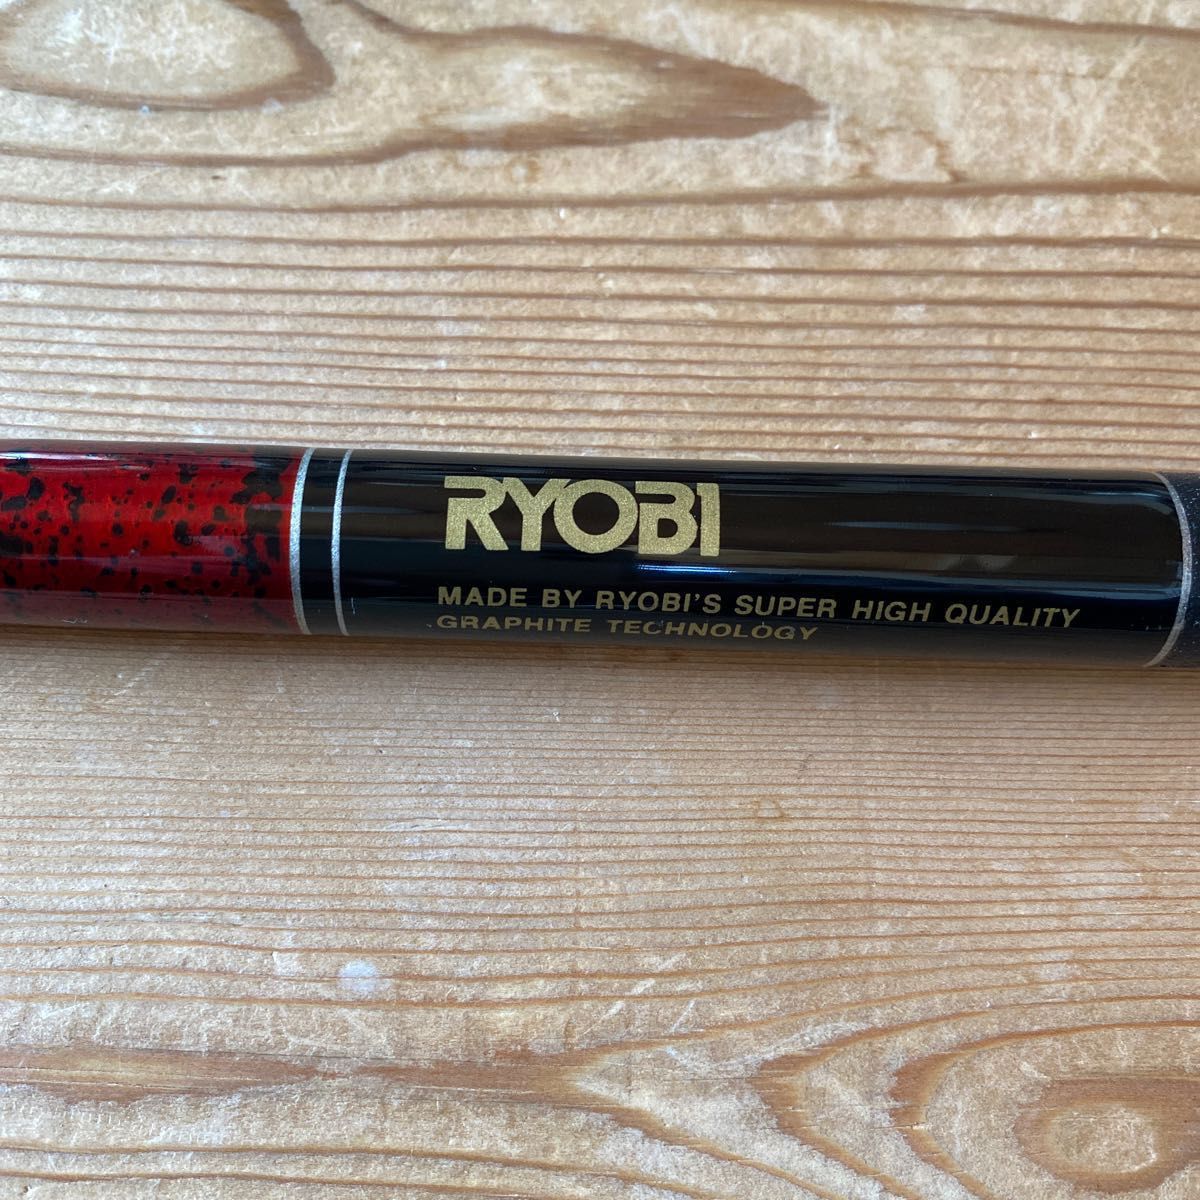 RYOBI
MADE BY RYOBI'S SUPER HIGH QUALITY
GRAPHITE TECHNOLOGY